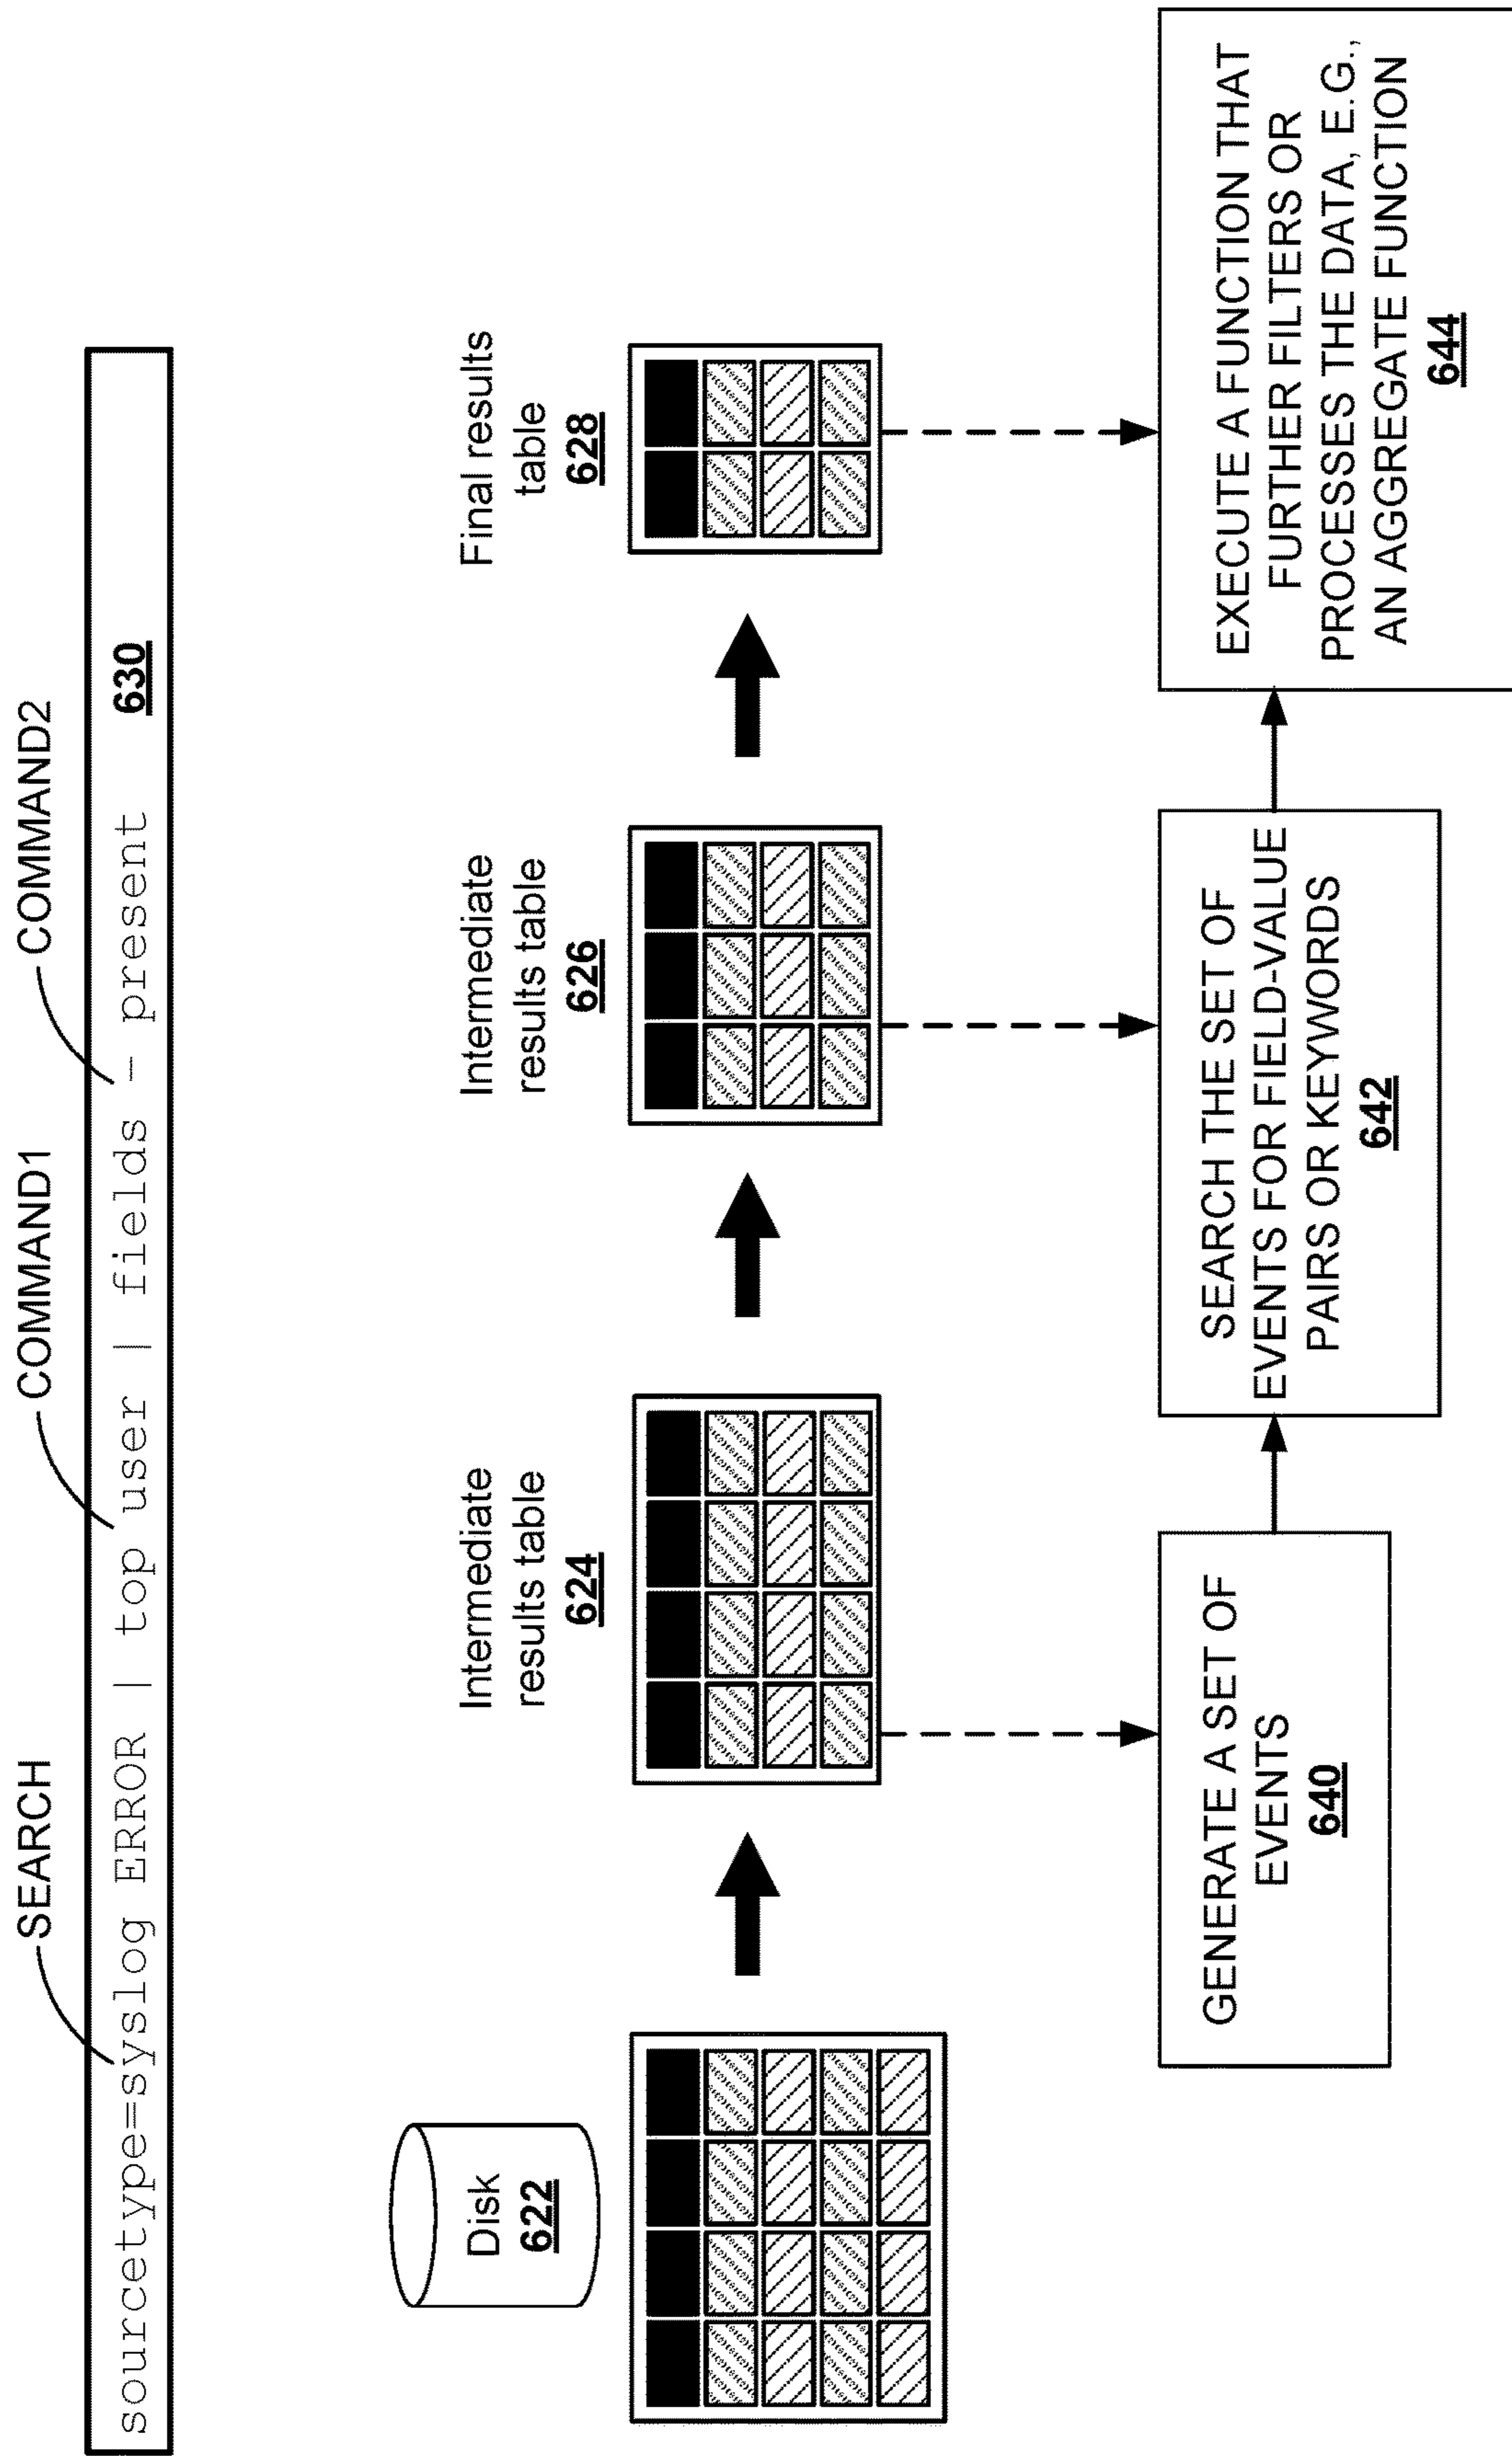 SEARCH
COMMAND1
COMMAND2
sourcetype=syslog ERROR | top user | fields – present 630
Disk
622
Intermediate
results table
624
Intermediate
results table
626
Final results
table
628
GENERATE A SET OF
EVENTS
640
SEARCH THE SET OF
EVENTS FOR FIELD-VALUE
PAIRS OR KEYWORDS
642
EXECUTE A FUNCTION THAT
FURTHER FILTERS OR
PROCESSES THE DATA, E.G.,
AN AGGREGATE FUNCTION
644